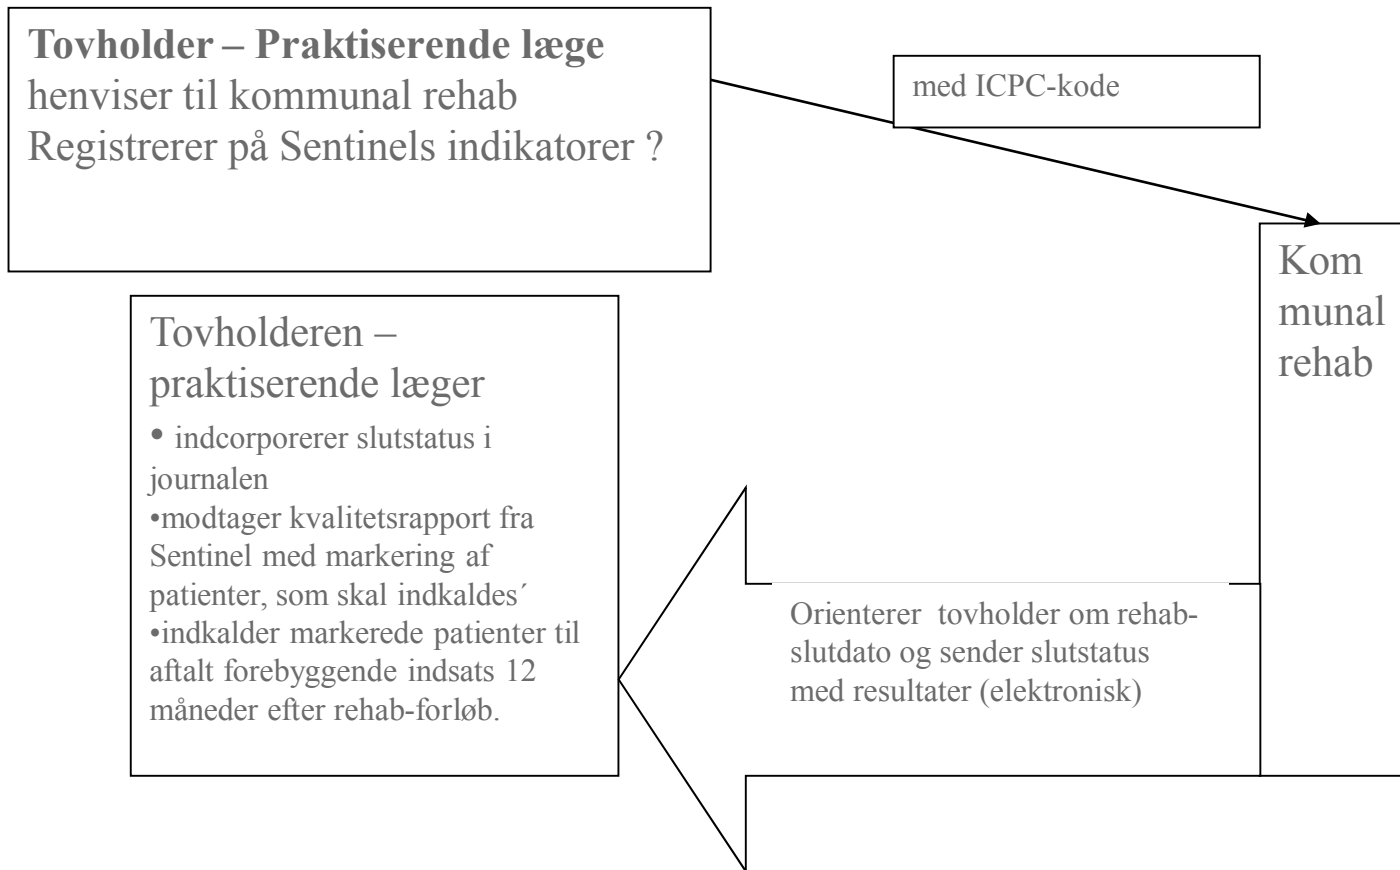 Tovholder – Praktiserende læge
henviser til kommunal rehab
Registrerer på Sentinels indikatorer ?
med ICPC-kode
Kom
munal
rehab
Tovholderen –
praktiserende læger
• indcorporerer slutstatus i
journalen
•modtager kvalitetsrapport fra
Sentinel med markering af
patienter, som skal indkaldes´
•indkalder markerede patienter til
aftalt forebyggende indsats 12
måneder efter rehab-forløb.
Orienterer  tovholder om rehab-
slutdato og sender slutstatus
med resultater (elektronisk)